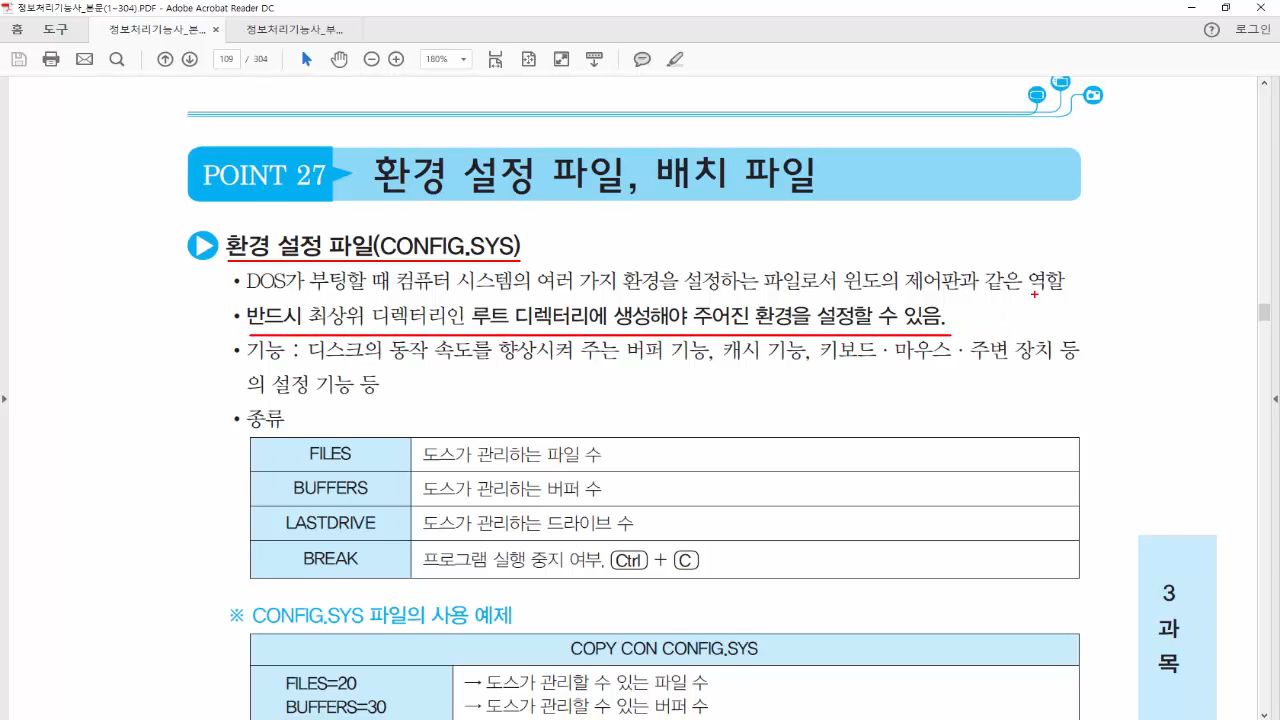 정보처리기능사_본문(1~304).PDF - Adobe Acrobat Reader DC
홈 도구 정보처리기능사_본... × 정보처리기능사_부... ? 로그인
109 / 304 180%
POINT 27 환경 설정 파일, 배치 파일
환경 설정 파일(CONFIG.SYS)
• DOS가 부팅할 때 컴퓨터 시스템의 여러 가지 환경을 설정하는 파일로서 윈도의 제어판과 같은 역할
• 반드시 최상위 디렉터리인 루트 디렉터리에 생성해야 주어진 환경을 설정할 수 있음.
• 기능 : 디스크의 동작 속도를 향상시켜 주는 버퍼 기능, 캐시 기능, 키보드·마우스·주변 장치 등
의 설정 기능 등
• 종류
FILES 도스가 관리하는 파일 수
BUFFERS 도스가 관리하는 버퍼 수
LASTDRIVE 도스가 관리하는 드라이브 수
BREAK 프로그램 실행 중지 여부, Ctrl + C
※ CONFIG.SYS 파일의 사용 예제
COPY CON CONFIG.SYS
FILES=20 → 도스가 관리할 수 있는 파일 수
BUFFERS=30 → 도스가 관리할 수 있는 버퍼 수
3
과
목